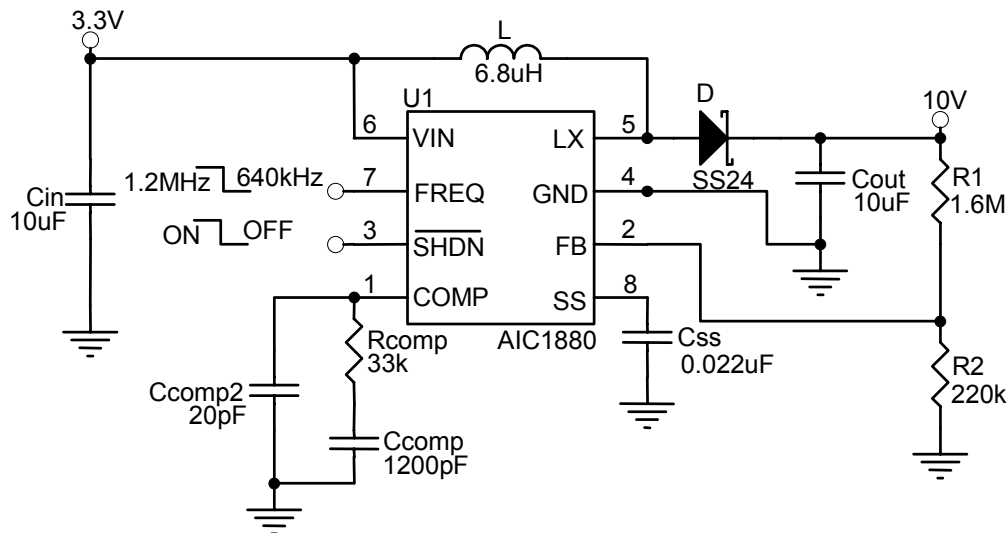 3.3V
L
6.8uH
U1
D
10V
6
VIN
LX
5
1.2MHz
640kHz
7
FREQ
GND
4
SS24
Cin
10uF
Cout
10uF
R1
1.6M
ON
OFF
3
SHDN
FB
2
1
COMP
SS
8
Rcomp
33k
AIC1880
Css
0.022uF
R2
220k
Ccomp2
20pF
Ccomp
1200pF